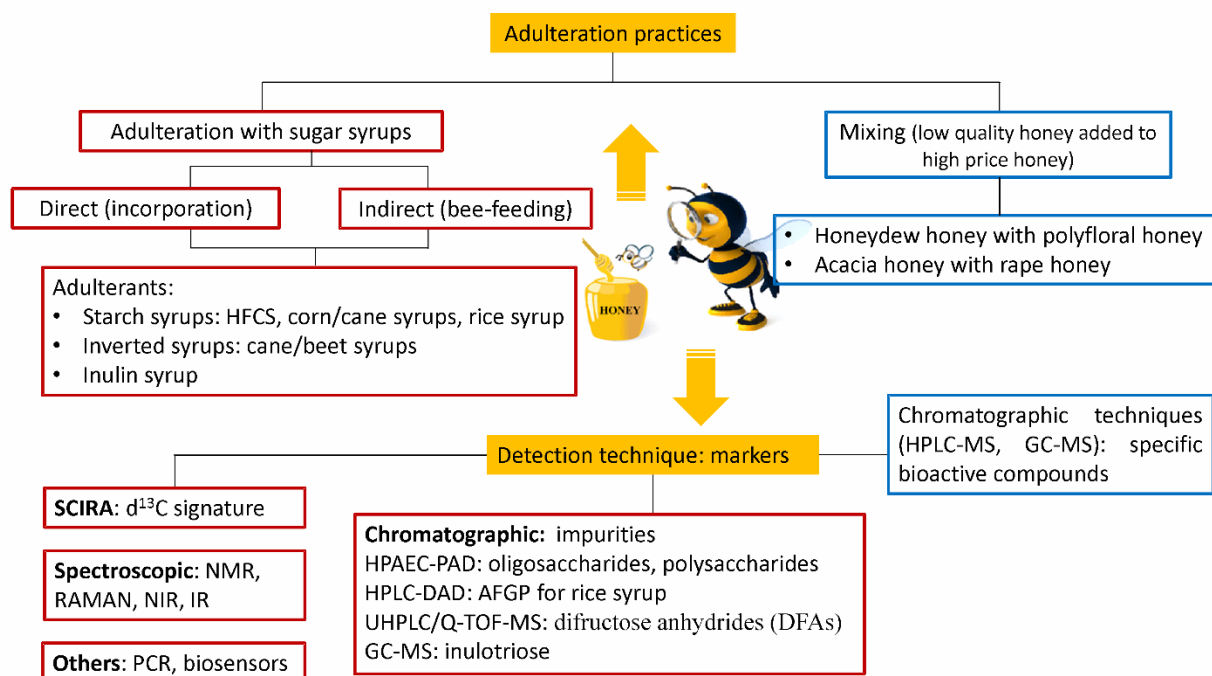 Adulteration practices
Adulteration with sugar syrups
Mixing (low quality honey added to
high price honey)
Direct (incorporation)
Indirect (bee-feeding)
• Honeydew honey with polyfloral honey
• Acacia honey with rape honey
Adulterants:
• Starch syrups: HFCS, corn/cane syrups, rice syrup
• Inverted syrups: cane/beet syrups
• Inulin syrup
HONEY
Detection technique: markers
Chromatographic techniques
(HPLC-MS, GC-MS): specific
bioactive compounds
SCIRA: d¹³C signature
Spectroscopic: NMR,
RAMAN, NIR, IR
Others: PCR, biosensors
Chromatographic: impurities
HPAEC-PAD: oligosaccharides, polysaccharides
HPLC-DAD: AFGP for rice syrup
UHPLC/Q-TOF-MS: difructose anhydrides (DFAs)
GC-MS: inulotriose